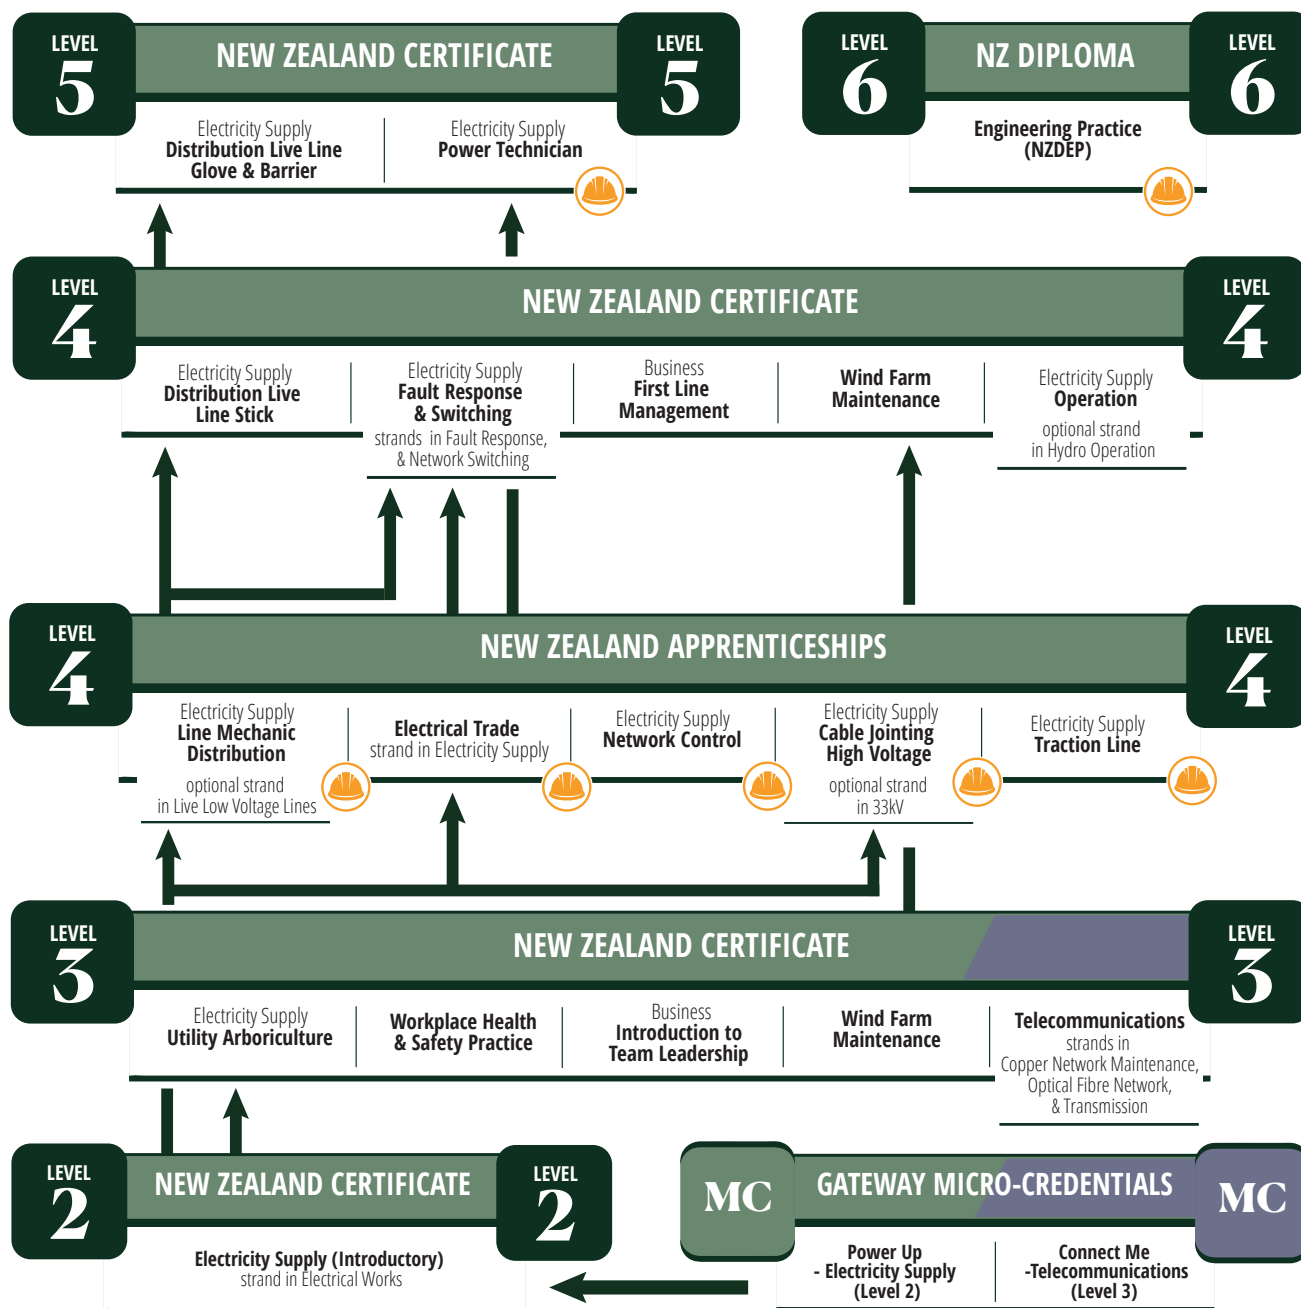 LEVEL
5
NEW ZEALAND CERTIFICATE
LEVEL
5
Electricity Supply
Distribution Live Line
Glove & Barrier
Electricity Supply
Power Technician
LEVEL
6
NZ DIPLOMA
LEVEL
6
Engineering Practice
(NZDEP)
LEVEL
4
NEW ZEALAND CERTIFICATE
LEVEL
4
Electricity Supply
Distribution Live
Line Stick
Electricity Supply
Fault Response
& Switching
strands in Fault Response,
& Network Switching
Business
First Line
Management
Wind Farm
Maintenance
Electricity Supply
Operation
optional strand
in Hydro Operation
LEVEL
4
NEW ZEALAND APPRENTICESHIPS
LEVEL
4
Electricity Supply
Line Mechanic
Distribution
optional strand
in Live Low Voltage Lines
Electrical Trade
strand in Electricity Supply
Electricity Supply
Network Control
Electricity Supply
Cable Jointing
High Voltage
optional strand
in 33kV
Electricity Supply
Traction Line
LEVEL
3
NEW ZEALAND CERTIFICATE
LEVEL
3
Electricity Supply
Utility Arboriculture
Workplace Health
& Safety Practice
Business
Introduction to
Team Leadership
Wind Farm
Maintenance
Telecommunications
strands in
Copper Network Maintenance,
Optical Fibre Network,
& Transmission
LEVEL
2
NEW ZEALAND CERTIFICATE
LEVEL
2
Electricity Supply (Introductory)
strand in Electrical Works
MC
GATEWAY MICRO-CREDENTIALS
MC
Power Up
- Electricity Supply
(Level 2)
Connect Me
-Telecommunications
(Level 3)